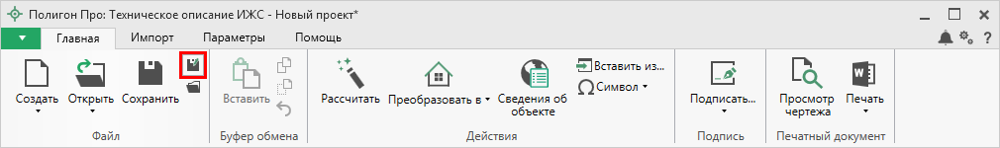 Полигон Про: Техническое описание ИЖС - Новый проект*
Главная Импорт Параметры Помощь
?
Создать Открыть Сохранить
Вставить
Рассчитать Преобразовать в Сведения об объекте
Вставить из...
Ω Символ
Подписать...
Просмотр чертежа Печать
W
Файл Буфер обмена Действия Подпись Печатный документ